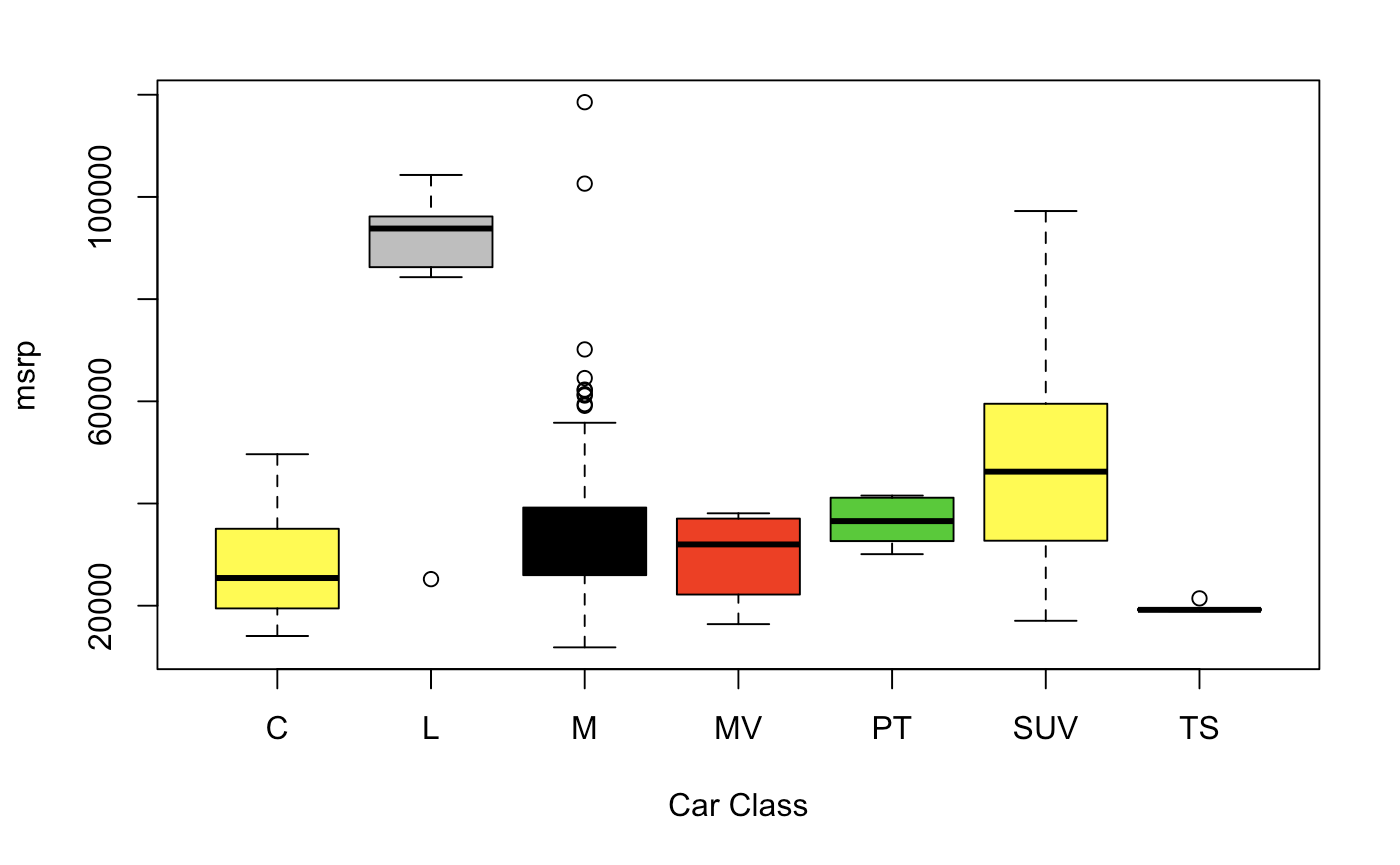 msrp
100000
60000
20000
C L M MV PT SUV TS
Car Class